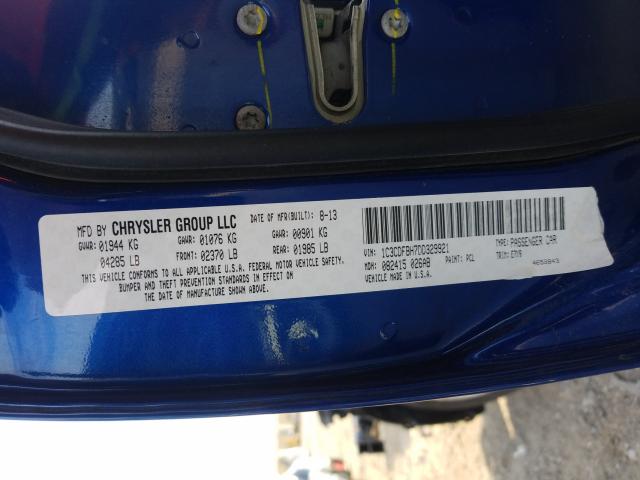 MFD BY CHRYSLER GROUP LLC DATE OF MFR(BUILT): 8-13
GVWR: 01944 KG GAWR: 01076 KG GAWR: 00901 KG
04285 LB FRONT: 02370 LB REAR: 01985 LB
THIS VEHICLE CONFORMS TO ALL APPLICABLE U.S.A. FEDERAL MOTOR VEHICLE SAFETY,
BUMPER AND THEFT PREVENTION STANDARDS IN EFFECT ON
THE DATE OF MANUFACTURE SHOWN ABOVE.
VIN: 1C3CDFBH7DD329921 TYPE: PASSENGER CAR
MDH: 082415 026AB PAINT: PCL TRIM:
VEHICLE MADE IN U.S.A.